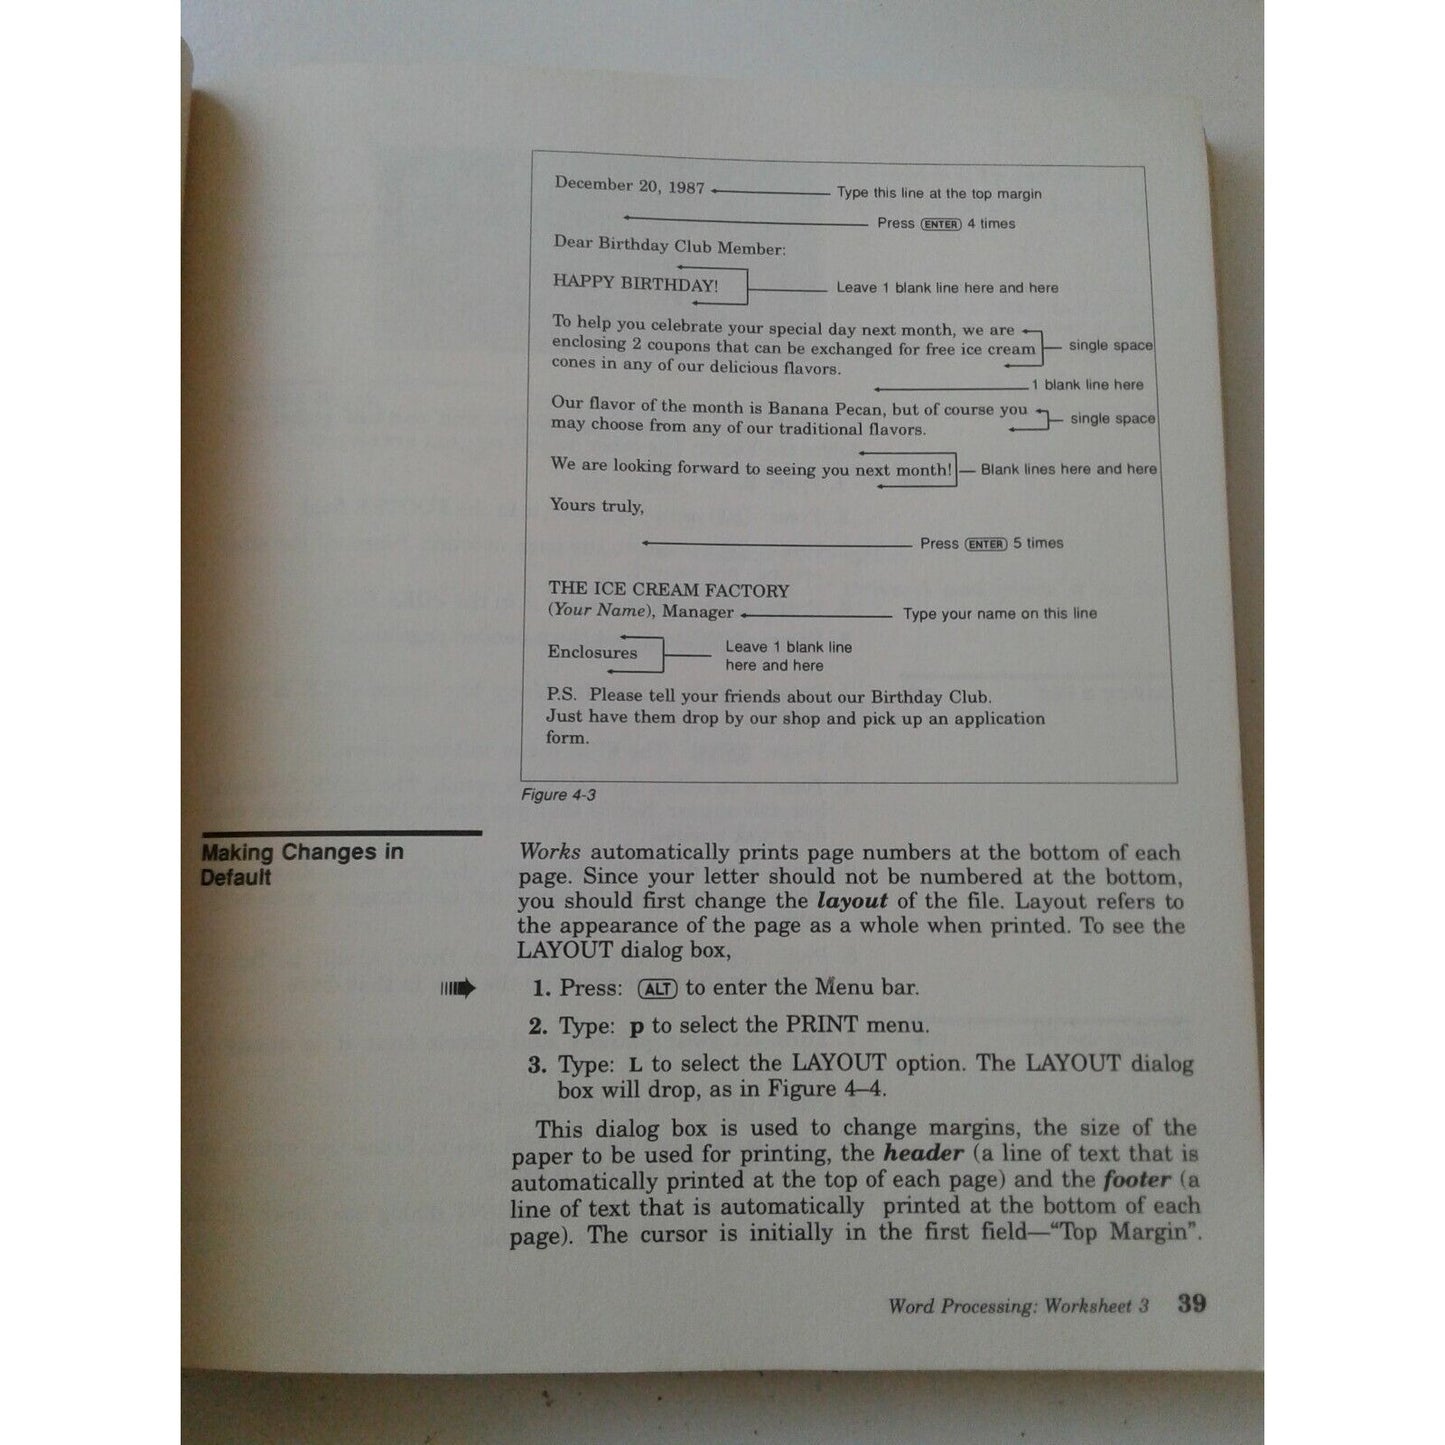 December 20, 1987 Type this line at the top margin
Press ENTER 4 times
Dear Birthday Club Member:
HAPPY BIRTHDAY! Leave 1 blank line here and here
To help you celebrate your special day next month, we are
enclosing 2 coupons that can be exchanged for free ice cream single space
cones in any of our delicious flavors.
1 blank line here
Our flavor of the month is Banana Pecan, but of course you single space
may choose from any of our traditional flavors.
We are looking forward to seeing you next month! Blank lines here and here
Yours truly,
Press ENTER 5 times
THE ICE CREAM FACTORY
(Your Name), Manager Type your name on this line
Enclosures Leave 1 blank line
here and here
P.S. Please tell your friends about our Birthday Club.
Just have them drop by our shop and pick up an application
form.
Figure 4-3
Making Changes in
Default
Works automatically prints page numbers at the bottom of each
page. Since your letter should not be numbered at the bottom,
you should first change the layout of the file. Layout refers to
the appearance of the page as a whole when printed. To see the
LAYOUT dialog box,
1. Press: ALT to enter the Menu bar.
2. Type: p to select the PRINT menu.
3. Type: L to select the LAYOUT option. The LAYOUT dialog
box will drop, as in Figure 4–4.
This dialog box is used to change margins, the size of the
paper to be used for printing, the header (a line of text that is
automatically printed at the top of each page) and the footer (a
line of text that is automatically printed at the bottom of each
page). The cursor is initially in the first field—“Top Margin”.
Word Processing: Worksheet 3 39